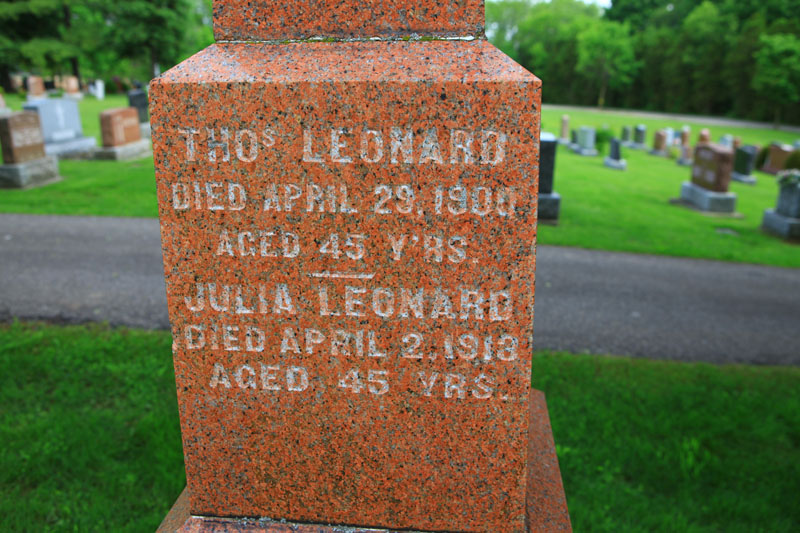 THOS LEONARD
DIED APRIL 29, 1900
AGED 45 Y'RS.
JULIA LEONARD
DIED APRIL 2, 1913
AGED 45 YRS.